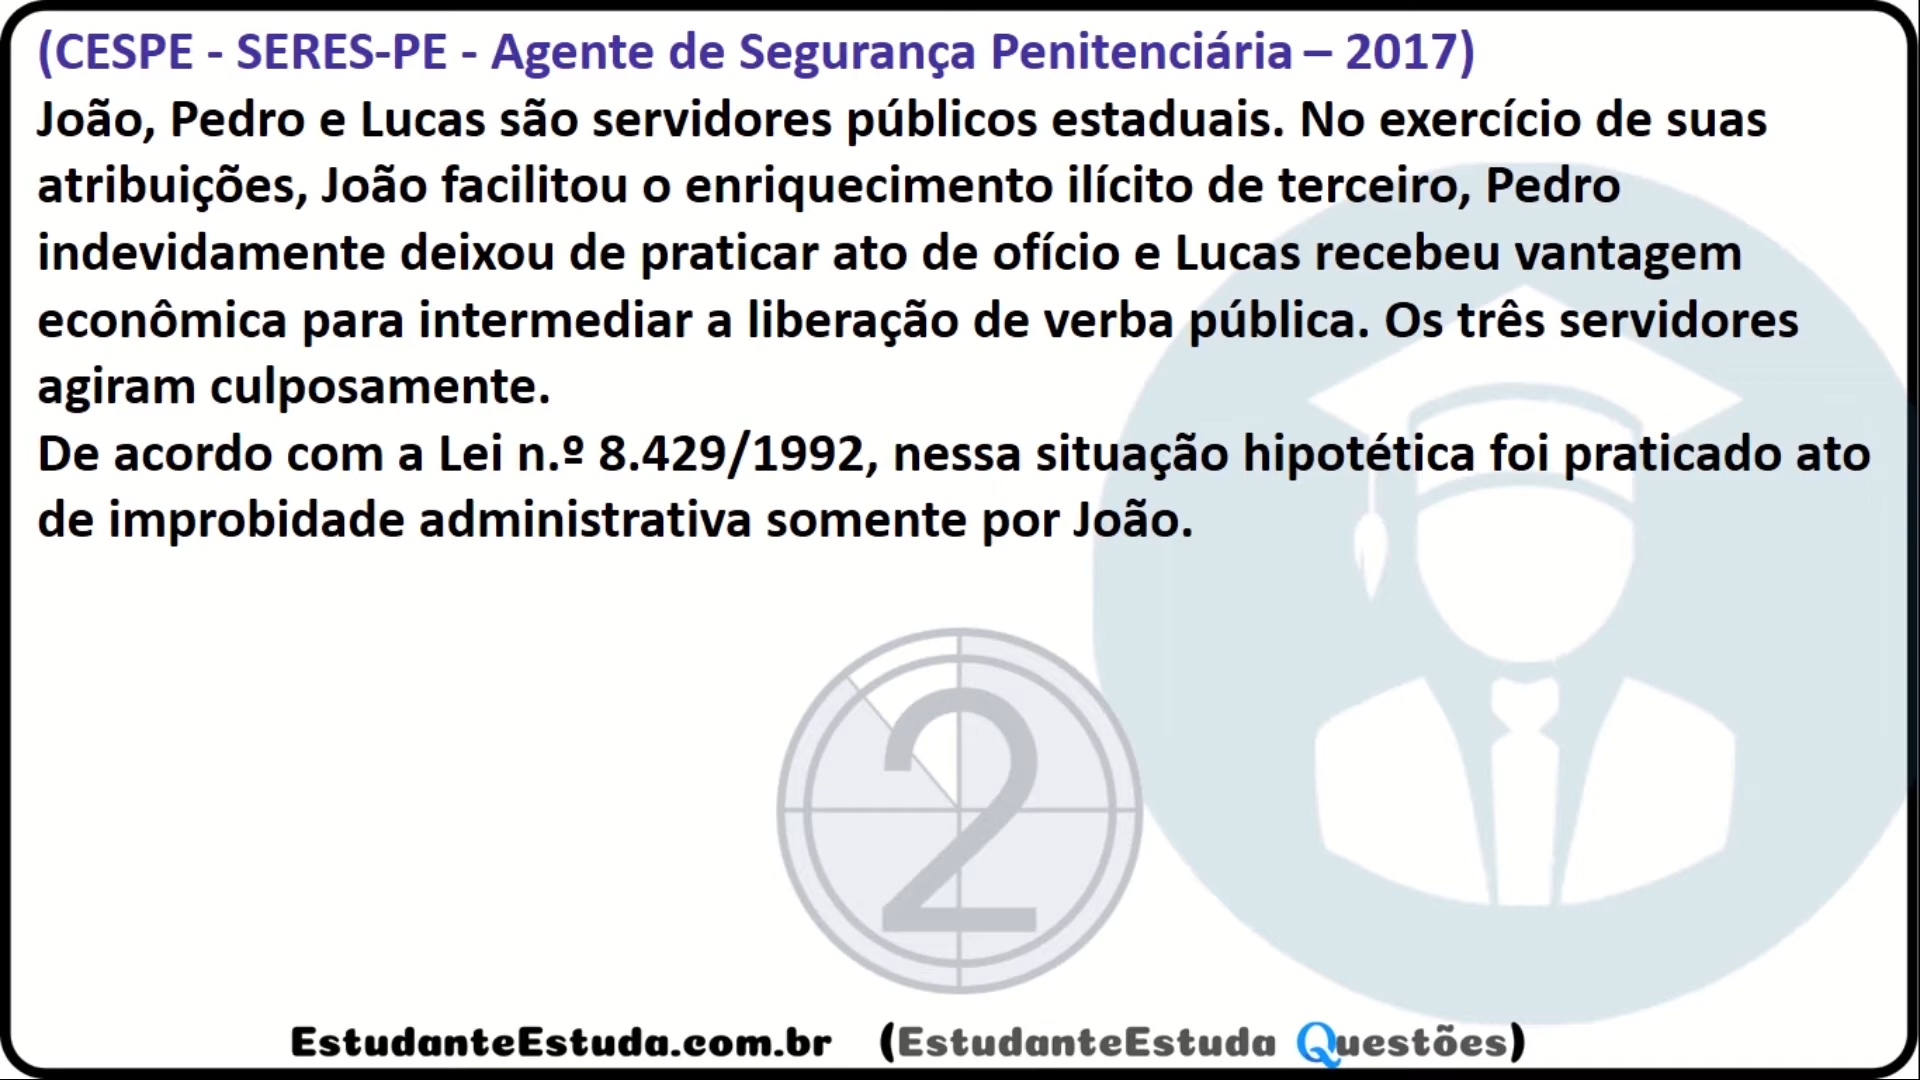 (CESPE - SERES-PE - Agente de Segurança Penitenciária – 2017)
João, Pedro e Lucas são servidores públicos estaduais. No exercício de suas
atribuições, João facilitou o enriquecimento ilícito de terceiro, Pedro
indevidamente deixou de praticar ato de ofício e Lucas recebeu vantagem
econômica para intermediar a liberação de verba pública. Os três servidores
agiram culposamente.
De acordo com a Lei n.º 8.429/1992, nessa situação hipotética foi praticado ato
de improbidade administrativa somente por João.
2
EstudanteEstuda.com.br (EstudanteEstuda Questões)